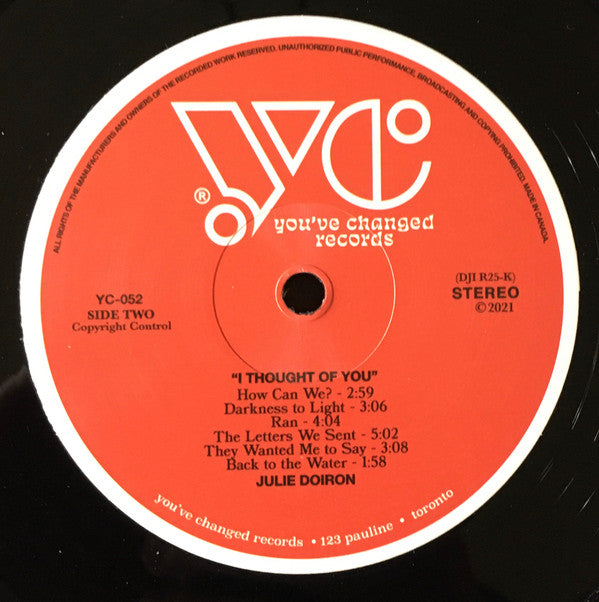 ALL RIGHTS OF THE MANUFACTURERS AND OWNERS OF THE RECORDED WORK RESERVED. UNAUTHORIZED PUBLIC PERFORMANCE, BROADCASTING AND COPYING PROHIBITED. MADE IN CANADA.
YC
®
you've changed
records
YC-052
SIDE TWO
Copyright Control
(DJI R25-K)
STEREO
©2021
"I THOUGHT OF YOU"
How Can We? - 2:59
Darkness to Light - 3:06
Ran - 4:04
The Letters We Sent - 5:02
They Wanted Me to Say - 3:08
Back to the Water - 1:58
JULIE DOIRON
you've changed records • 123 pauline • toronto